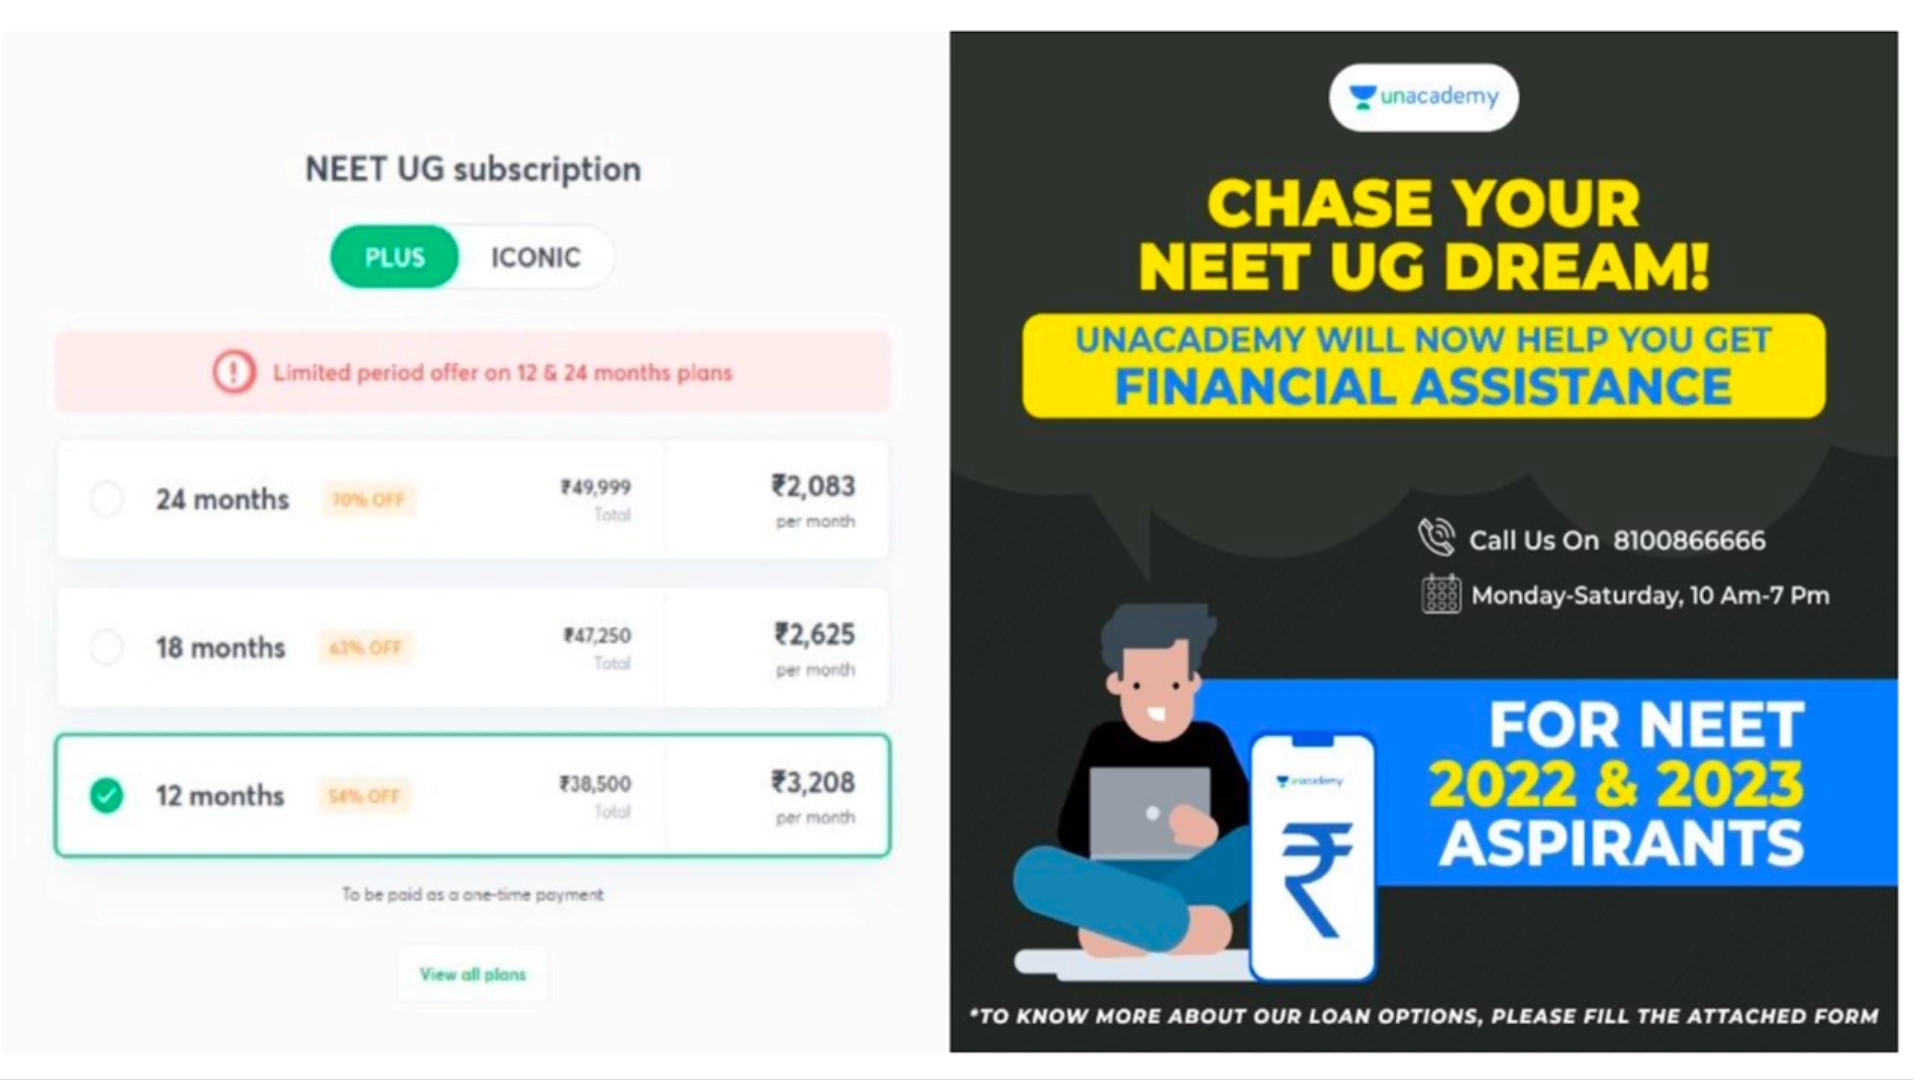 NEET UG subscription
PLUS ICONIC
Limited period offer on 12 & 24 months plans
24 months 70% OFF ₹49,999 ₹2,083
Total per month
18 months 63% OFF ₹47,250 ₹2,625
Total per month
12 months 54% OFF ₹38,500 ₹3,208
Total per month
To be paid as a one-time payment
View all plans
unacademy
CHASE YOUR
NEET UG DREAM!
UNACADEMY WILL NOW HELP YOU GET
FINANCIAL ASSISTANCE
Call Us On 8100866666
Monday-Saturday, 10 Am-7 Pm
FOR NEET
2022 & 2023
ASPIRANTS
unacademy
₹
*TO KNOW MORE ABOUT OUR LOAN OPTIONS, PLEASE FILL THE ATTACHED FORM